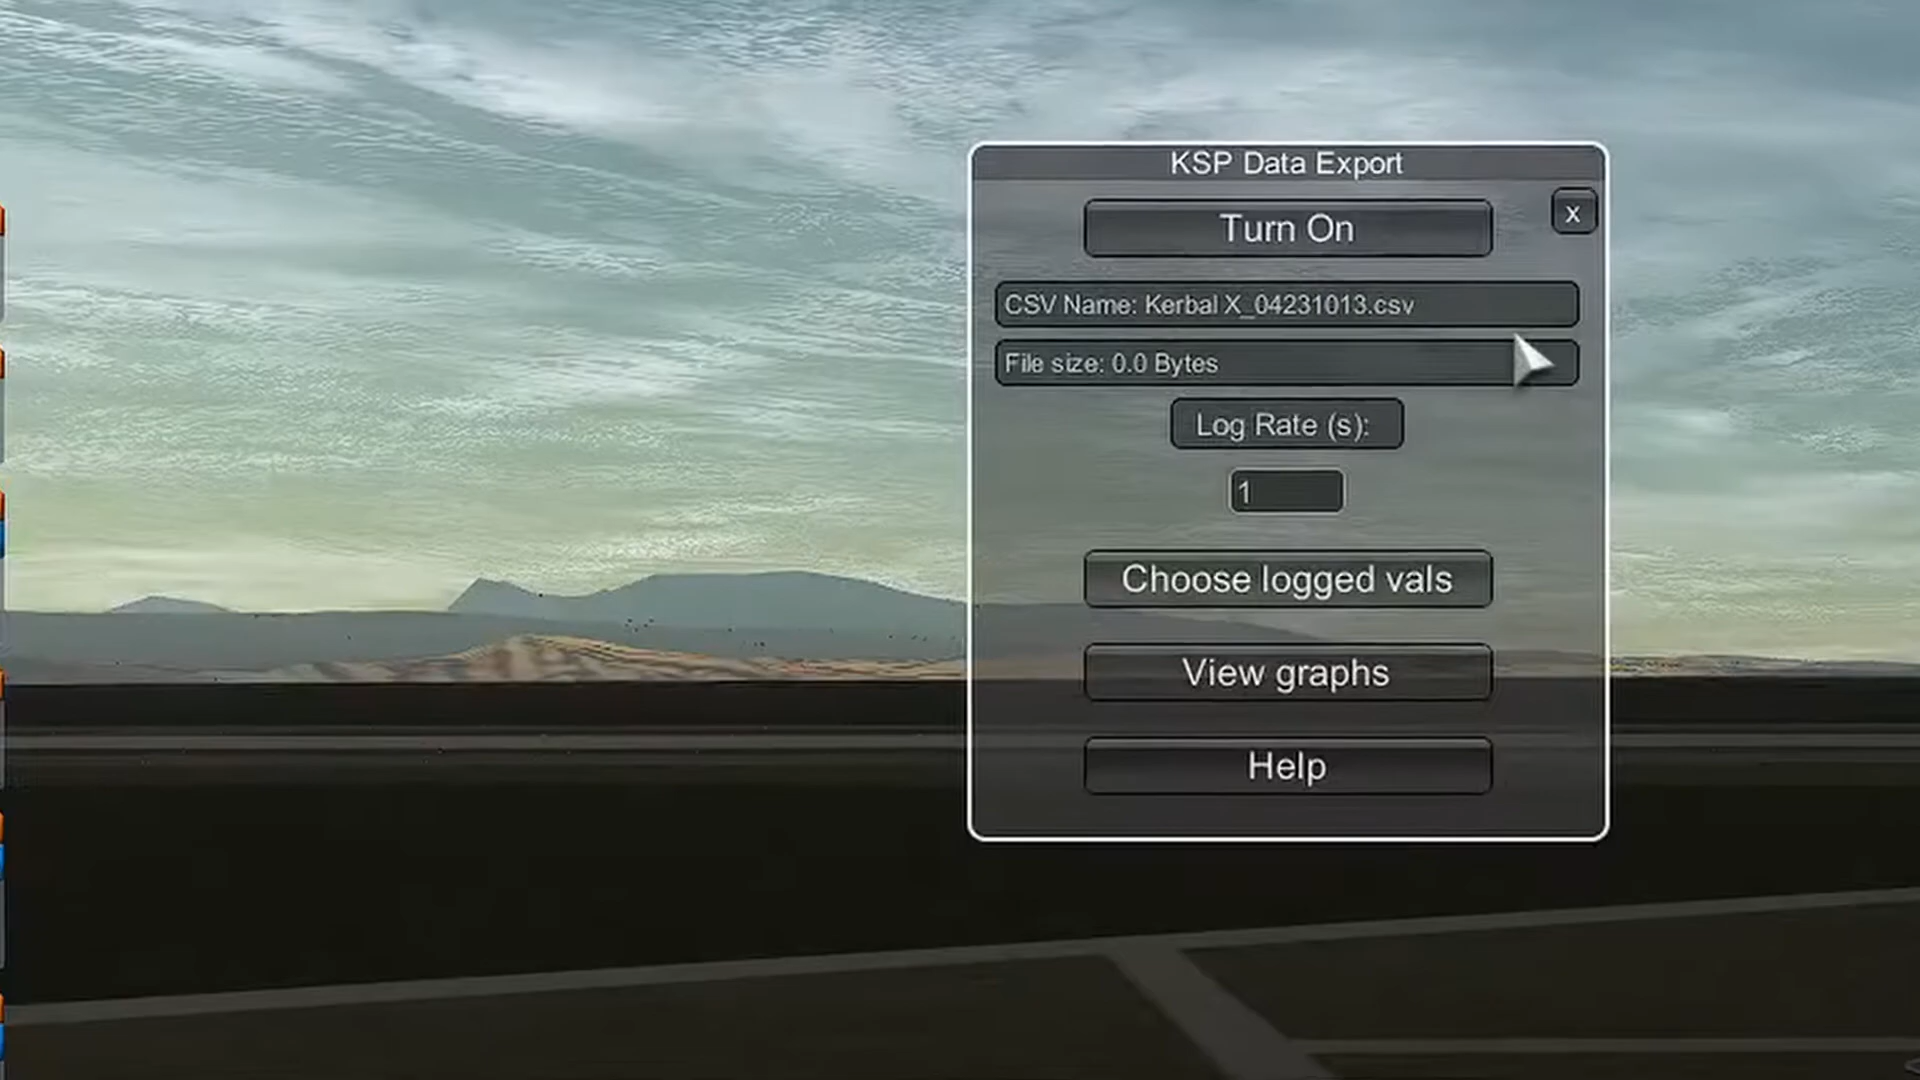 KSP Data Export
x
Turn On
CSV Name: Kerbal X_04231013.csv
File size: 0.0 Bytes
Log Rate (s):
1
Choose logged vals
View graphs
Help